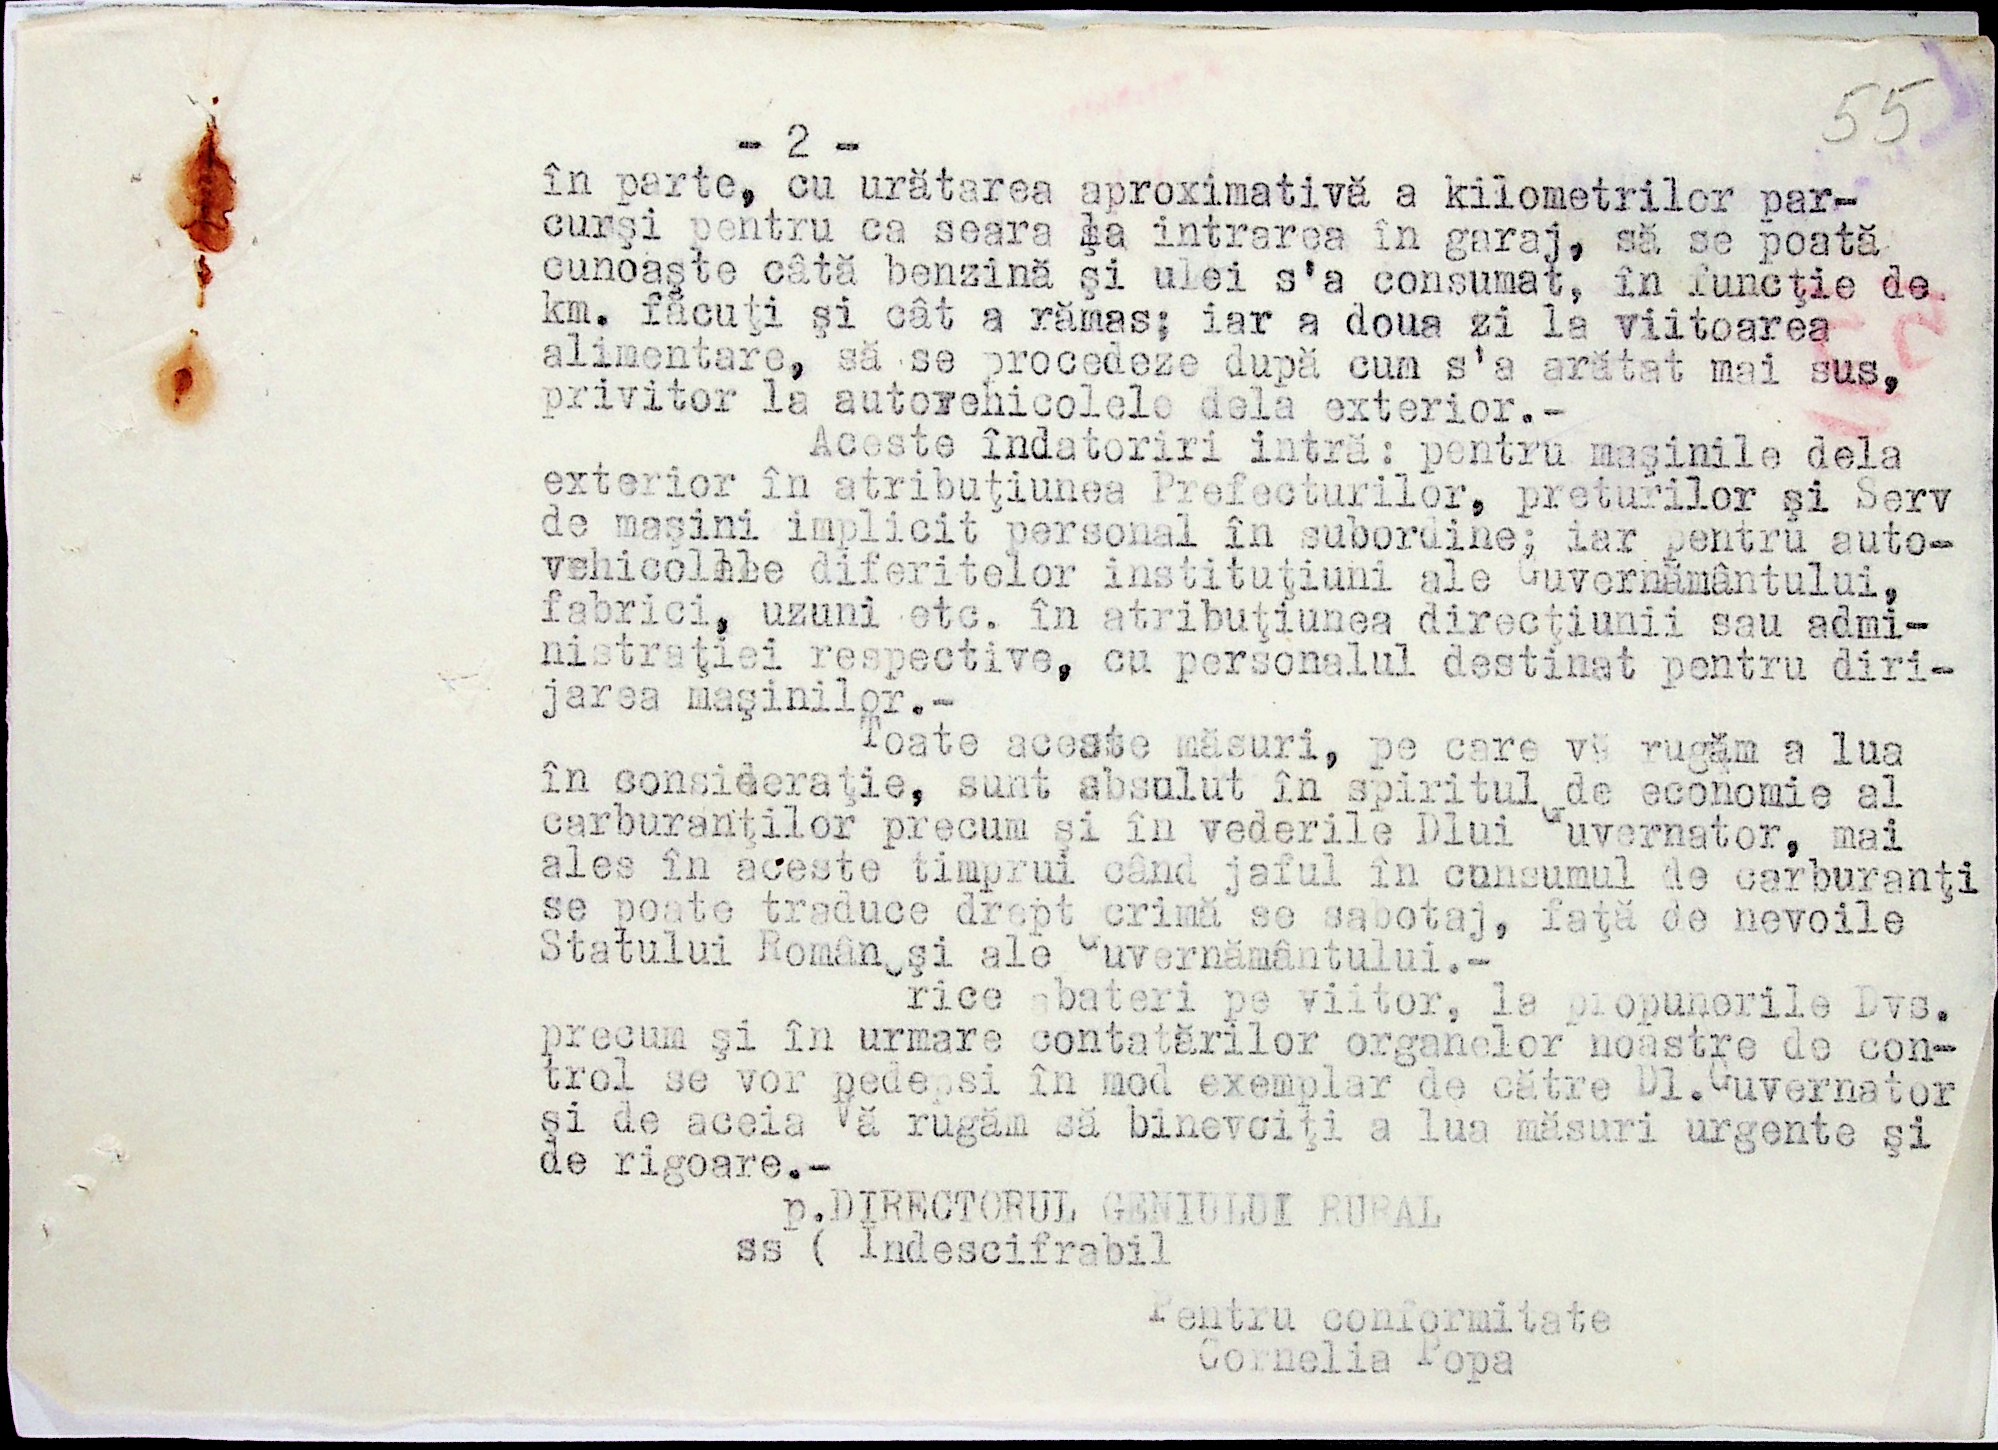 55
- 2 -
în parte, cu urătarea aproximativă a kilometrilor par-
curşi pentru ca seara la intrarea în garaj, să se poată
cunoaşte câtă benzină şi ulei s'a consumat, în funcţie de
km. făcuţi şi cât a rămas; iar a doua zi la viitoarea
alimentare, să se procedeze după cum s'a arătat mai sus,
privitor la autovehicolele dela exterior.-
Aceste îndatoriri intră: pentru maşinile dela
exterior în atribuţiunea Prefecturilor, preturilor şi Serv
de maşini implicit personal în subordine; iar pentru auto-
vehicolele diferitelor instituţiuni ale Guvernământului,
fabrici, uzuni etc. în atribuţiunea direcţiunii sau admi-
nistraţiei respective, cu personalul destinat pentru diri-
jarea maşinilor.-
Toate aceste măsuri, pe care vă rugăm a lua
în consideraţie, sunt absulut în spiritul de economie al
carburanţilor precum şi în vederile Dlui Guvernator, mai
ales în aceste timprui când jaful în cunsumul de carburanţi
se poate traduce drept crimă se sabotaj, faţă de nevoile
Statului Român şi ale Guvernământului.-
rice abateri pe viitor, la propunerile Dvs.
precum şi în urmare contatărilor organelor noastre de con-
trol se vor pedepsi în mod exemplar de către Dl.Guvernator
şi de aceia Vă rugăm să binevoiţi a lua măsuri urgente şi
de rigoare.-
p.DIRECTORUL GENIULUI RURAL
ss ( Indescifrabil
Pentru conformitate
Cornelia Popa